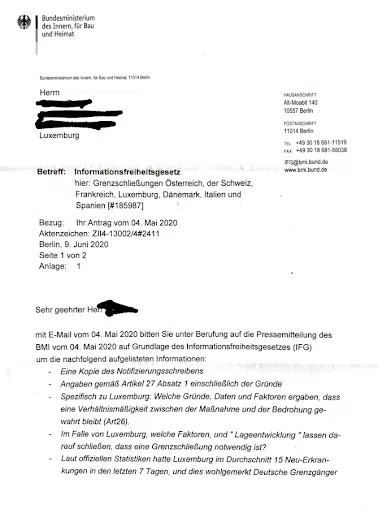 Bundesministerium
des Innern, für Bau
und Heimat
Bundesministerium des Innern, für Bau und Heimat, 11014 Berlin
Herrn
Luxemburg
HAUSANSCHRIFT
Alt-Moabit 140
10557 Berlin
POSTANSCHRIFT
11014 Berlin
TEL +49 30 18 681-11519
FAX +49 30 18 681-55038
IFG@bmi.bund.de
www.bmi.bund.de
Betreff: Informationsfreiheitsgesetz
hier: Grenzschließungen Österreich, der Schweiz,
Frankreich, Luxemburg, Dänemark, Italien und
Spanien [#185987]
Bezug: Ihr Antrag vom 04. Mai 2020
Aktenzeichen: ZII4-13002/4#2411
Berlin, 9. Juni 2020
Seite 1 von 2
Anlage: 1
Sehr geehrter Herr
mit E-Mail vom 04. Mai 2020 bitten Sie unter Berufung auf die Pressemitteilung des
BMI vom 04. Mai 2020 auf Grundlage des Informationsfreiheitsgesetzes (IFG)
um die nachfolgend aufgelisteten Informationen:
- Eine Kopie des Notifizierungsschreibens
- Angaben gemäß Artikel 27 Absatz 1 einschließlich der Gründe
- Spezifisch zu Luxemburg: Welche Gründe, Daten und Faktoren ergaben, dass
eine Verhältnismäßigkeit zwischen der Maßnahme und der Bedrohung ge-
wahrt bleibt (Art26).
- Im Falle von Luxemburg, welche Faktoren, und " Lageentwicklung " lassen da-
rauf schließen, dass eine Grenzschließung notwendig ist?
- Laut offiziellen Statistiken hatte Luxemburg im Durchschnitt 15 Neu-Erkran-
kungen in den letzten 7 Tagen, und dies wohlgemerkt Deutsche Grenzgänger